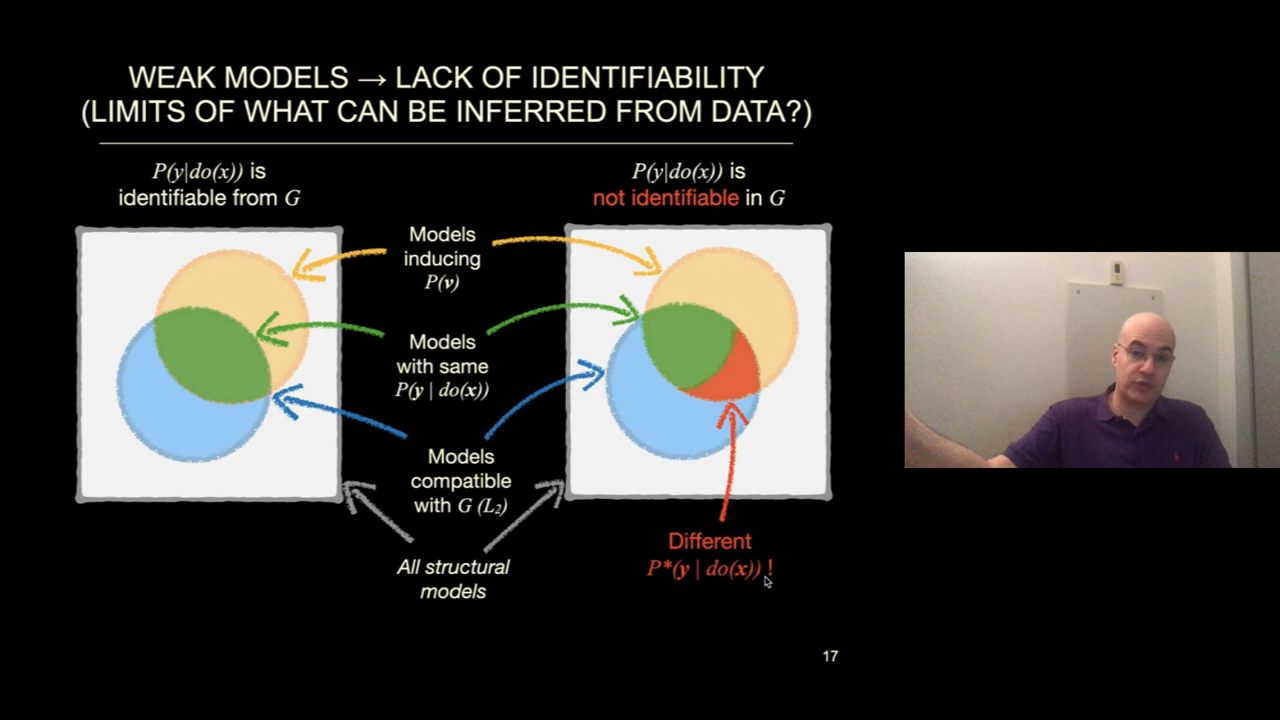 WEAK MODELS → LACK OF IDENTIFIABILITY
(LIMITS OF WHAT CAN BE INFERRED FROM DATA?)
P(y|do(x)) is
identifiable from G
P(y|do(x)) is
not identifiable in G
Models
inducing
P(v)
Models
with same
P(y | do(x))
Models
compatible
with G (L₂)
All structural
models
Different
P*(y | do(x)) !
17